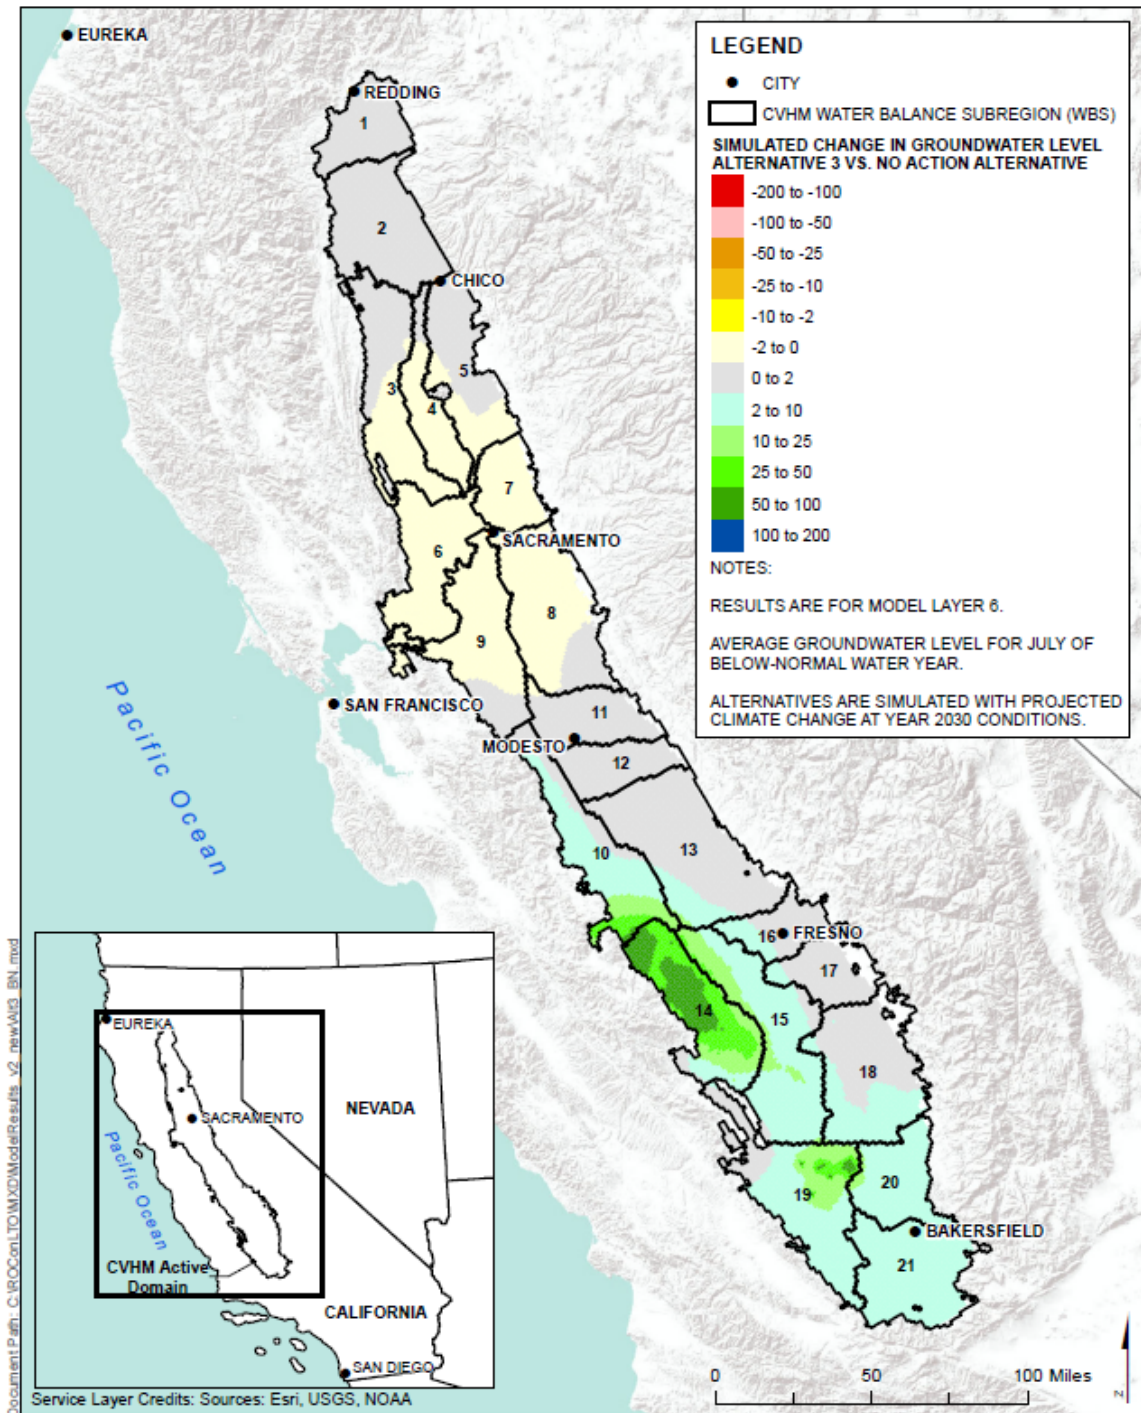 EUREKA
REDDING
1
2
CHICO
3
4
5
7
SACRAMENTO
6
8
9
SAN FRANCISCO
11
MODESTO
12
10
13
16
FRESNO
17
14
15
18
19
20
BAKERSFIELD
21
Pacific Ocean
LEGEND
CITY
CVHM WATER BALANCE SUBREGION (WBS)
SIMULATED CHANGE IN GROUNDWATER LEVEL
ALTERNATIVE 3 VS. NO ACTION ALTERNATIVE
-200 to -100
-100 to -50
-50 to -25
-25 to -10
-10 to -2
-2 to 0
0 to 2
2 to 10
10 to 25
25 to 50
50 to 100
100 to 200
NOTES:
RESULTS ARE FOR MODEL LAYER 6.
AVERAGE GROUNDWATER LEVEL FOR JULY OF
BELOW-NORMAL WATER YEAR.
ALTERNATIVES ARE SIMULATED WITH PROJECTED
CLIMATE CHANGE AT YEAR 2030 CONDITIONS.
EUREKA
SACRAMENTO
NEVADA
Pacific Ocean
CVHM Active
Domain
CALIFORNIA
SAN DIEGO
Service Layer Credits: Sources: Esri, USGS, NOAA
0 50 100 Miles
Z
Document Path: C:\ROConLTO\MXD\ModelResults_v2_new\Alt3_BN.mxd